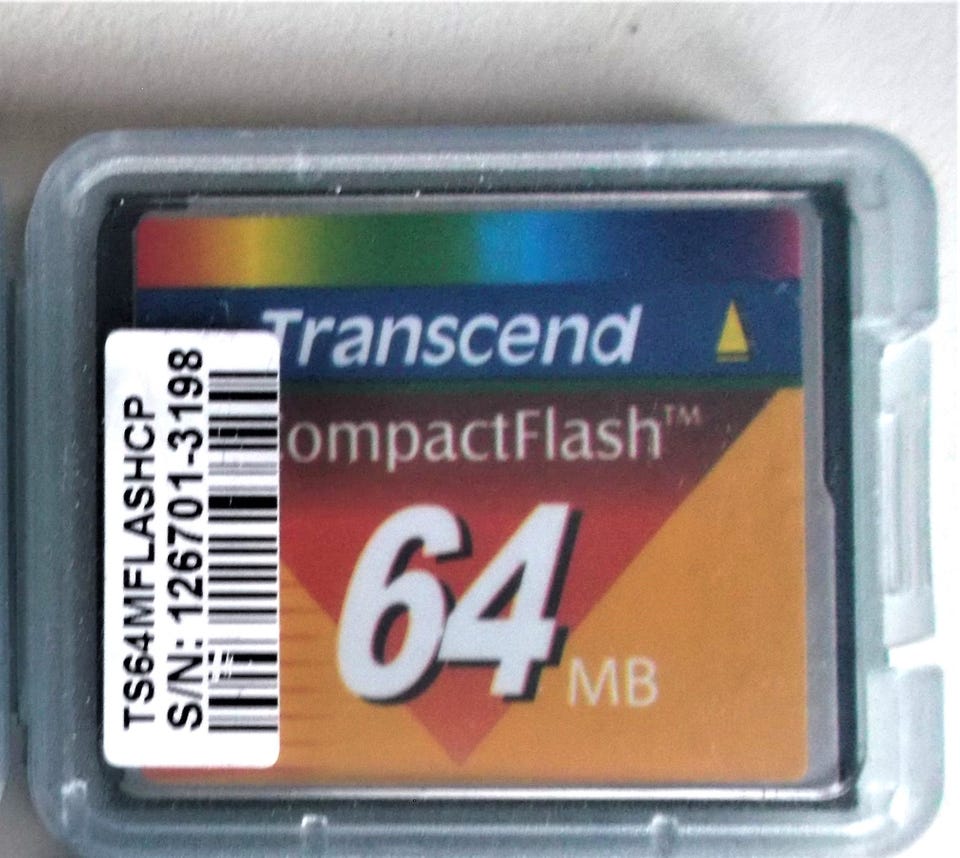 Transcend
ompactFlash™
64 MB
TS64MFLASHCP
S/N: 126701-3198